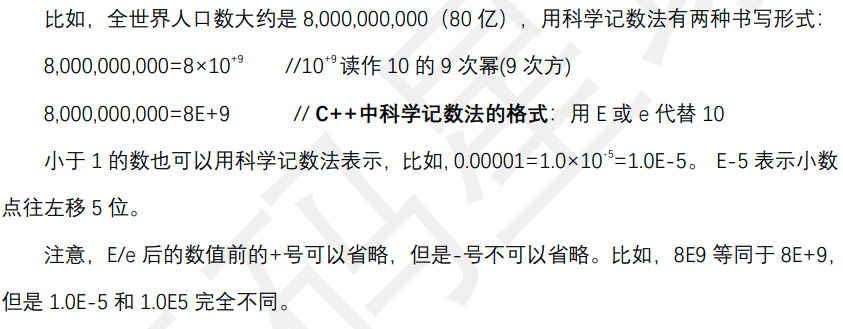 比如，全世界人口数大约是 8,000,000,000（80 亿），用科学记数法有两种书写形式：
8,000,000,000=8×10⁺⁹ //10⁺⁹读作 10 的 9 次幂(9 次方)
8,000,000,000=8E+9 // C++中科学记数法的格式：用 E 或 e 代替 10
小于 1 的数也可以用科学记数法表示，比如, 0.00001=1.0×10⁻⁵=1.0E-5。 E-5 表示小数
点往左移 5 位。
注意，E/e 后的数值前的+号可以省略，但是-号不可以省略。比如，8E9 等同于 8E+9，
但是 1.0E-5 和 1.0E5 完全不同。